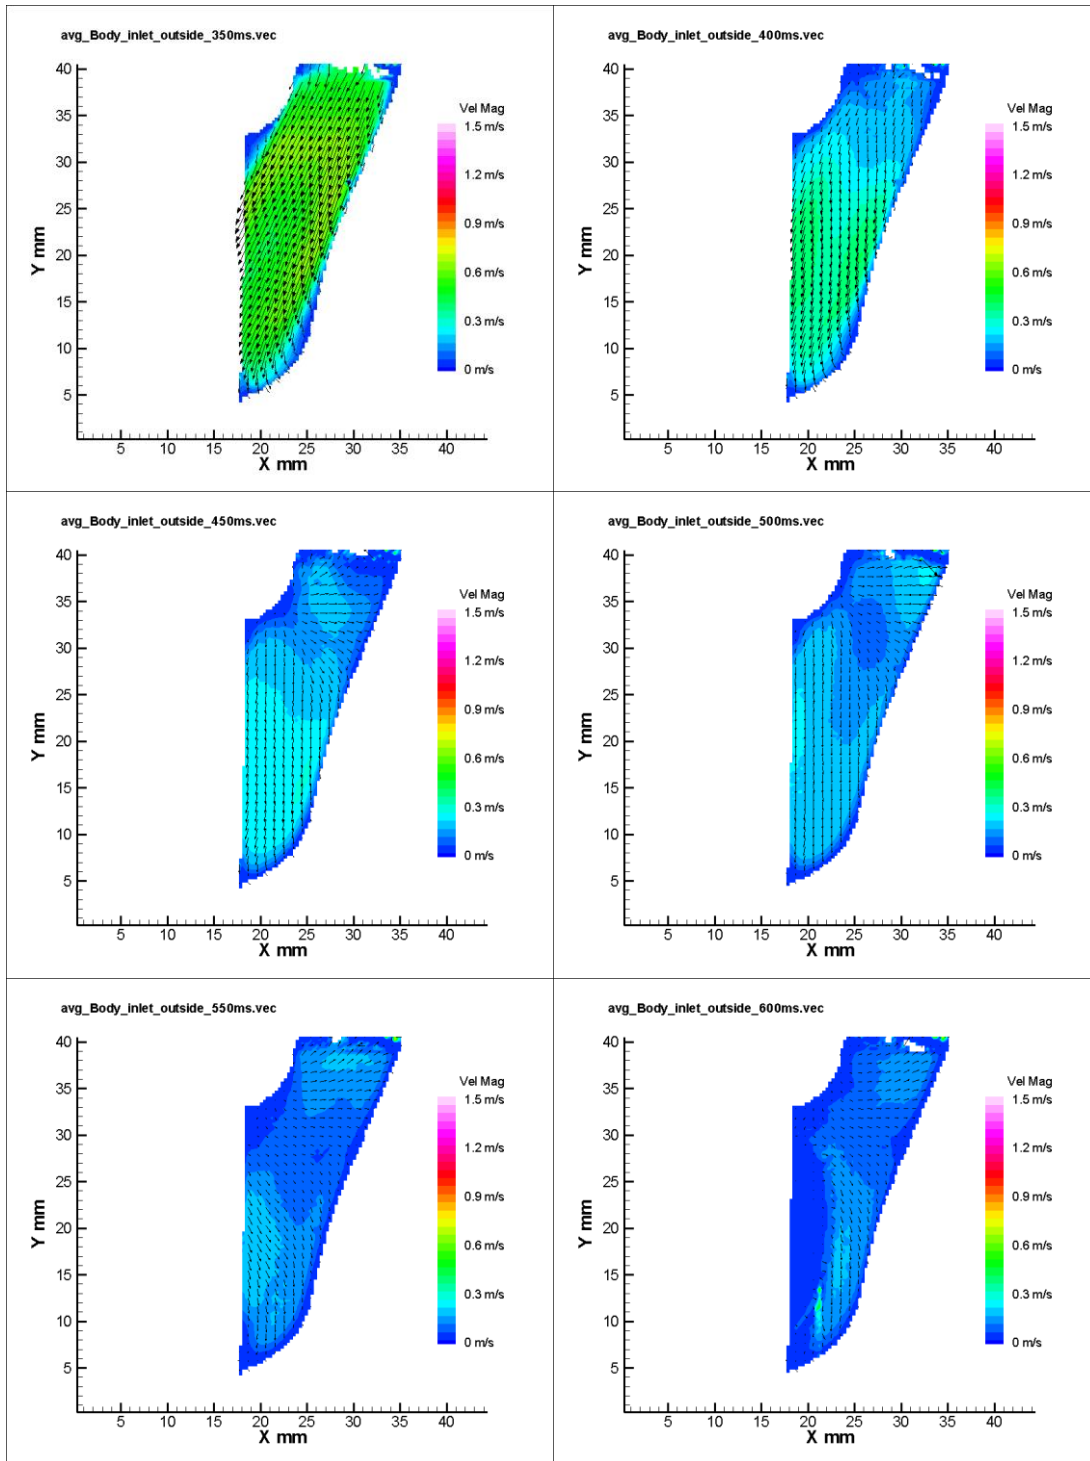 avg_Body_inlet_outside_350ms.vec
40
35
30
25
20
15
10
5
Y mm
5 10 15 20 25 30 35 40
X mm
Vel Mag
1.5 m/s
1.2 m/s
0.9 m/s
0.6 m/s
0.3 m/s
0 m/s
avg_Body_inlet_outside_400ms.vec
40
35
30
25
20
15
10
5
Y mm
5 10 15 20 25 30 35 40
X mm
Vel Mag
1.5 m/s
1.2 m/s
0.9 m/s
0.6 m/s
0.3 m/s
0 m/s
avg_Body_inlet_outside_450ms.vec
40
35
30
25
20
15
10
5
Y mm
5 10 15 20 25 30 35 40
X mm
Vel Mag
1.5 m/s
1.2 m/s
0.9 m/s
0.6 m/s
0.3 m/s
0 m/s
avg_Body_inlet_outside_500ms.vec
40
35
30
25
20
15
10
5
Y mm
5 10 15 20 25 30 35 40
X mm
Vel Mag
1.5 m/s
1.2 m/s
0.9 m/s
0.6 m/s
0.3 m/s
0 m/s
avg_Body_inlet_outside_550ms.vec
40
35
30
25
20
15
10
5
Y mm
5 10 15 20 25 30 35 40
X mm
Vel Mag
1.5 m/s
1.2 m/s
0.9 m/s
0.6 m/s
0.3 m/s
0 m/s
avg_Body_inlet_outside_600ms.vec
40
35
30
25
20
15
10
5
Y mm
5 10 15 20 25 30 35 40
X mm
Vel Mag
1.5 m/s
1.2 m/s
0.9 m/s
0.6 m/s
0.3 m/s
0 m/s